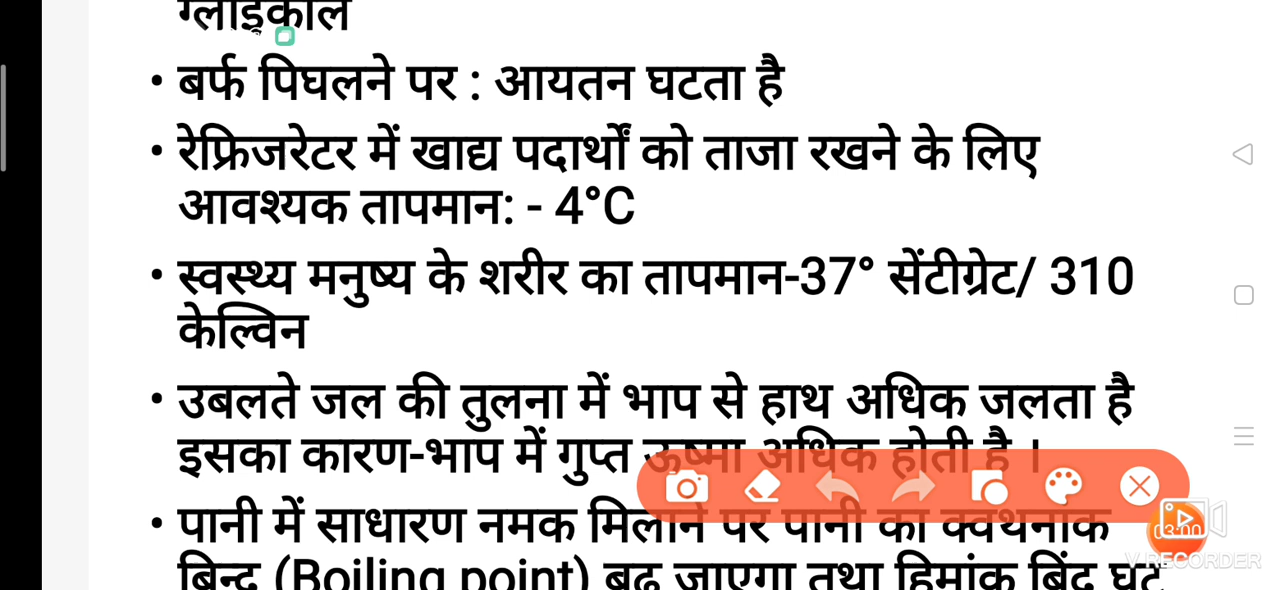 ग्लाइकॉल
• बर्फ पिघलने पर : आयतन घटता है
• रेफ्रिजरेटर में खाद्य पदार्थों को ताजा रखने के लिए
आवश्यक तापमान: - 4°C
• स्वस्थ्य मनुष्य के शरीर का तापमान-37° सेंटीग्रेट/ 310
केल्विन
• उबलते जल की तुलना में भाप से हाथ अधिक जलता है
इसका कारण-भाप में गुप्त ऊष्मा अधिक होती है ।
• पानी में साधारण नमक मिलाने पर पानी का क्वथनांक
बिन्दु (Boiling point) बढ़ जाएगा तथा हिमांक बिंदु घट
03:00
V RECORDER